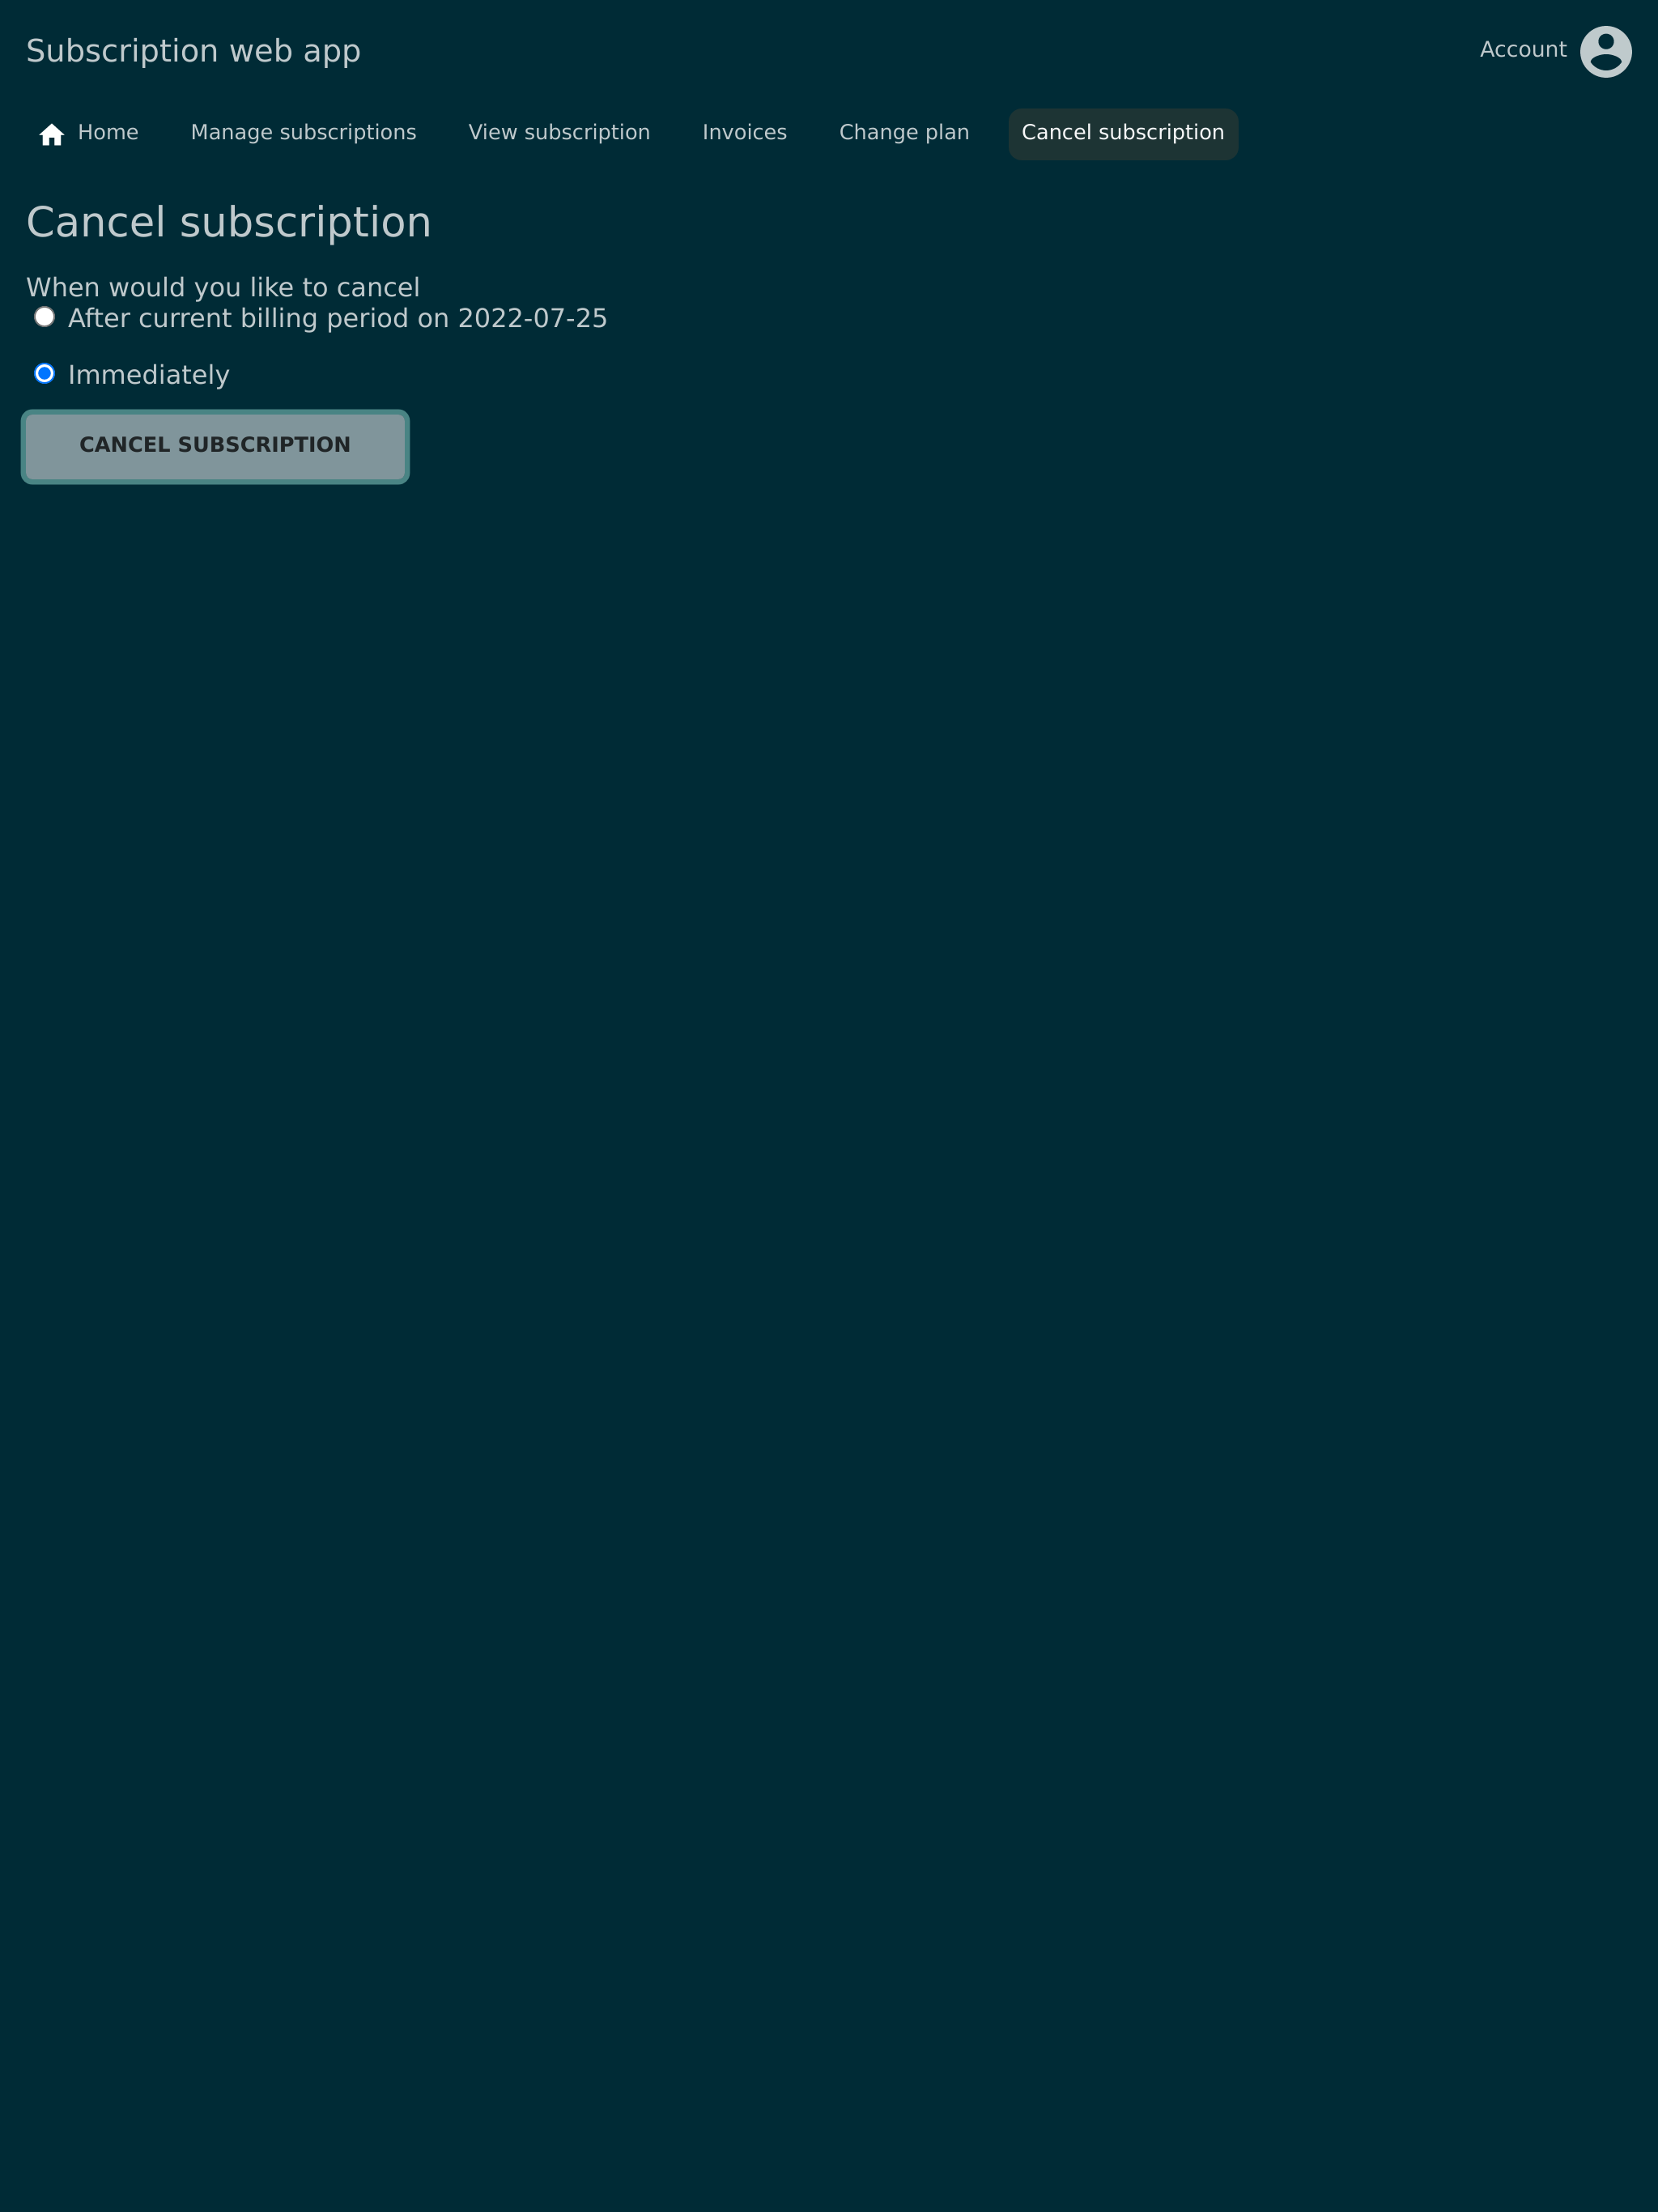 Subscription web app
Account
Home
Manage subscriptions
View subscription
Invoices
Change plan
Cancel subscription
Cancel subscription
When would you like to cancel
After current billing period on 2022-07-25
Immediately
CANCEL SUBSCRIPTION